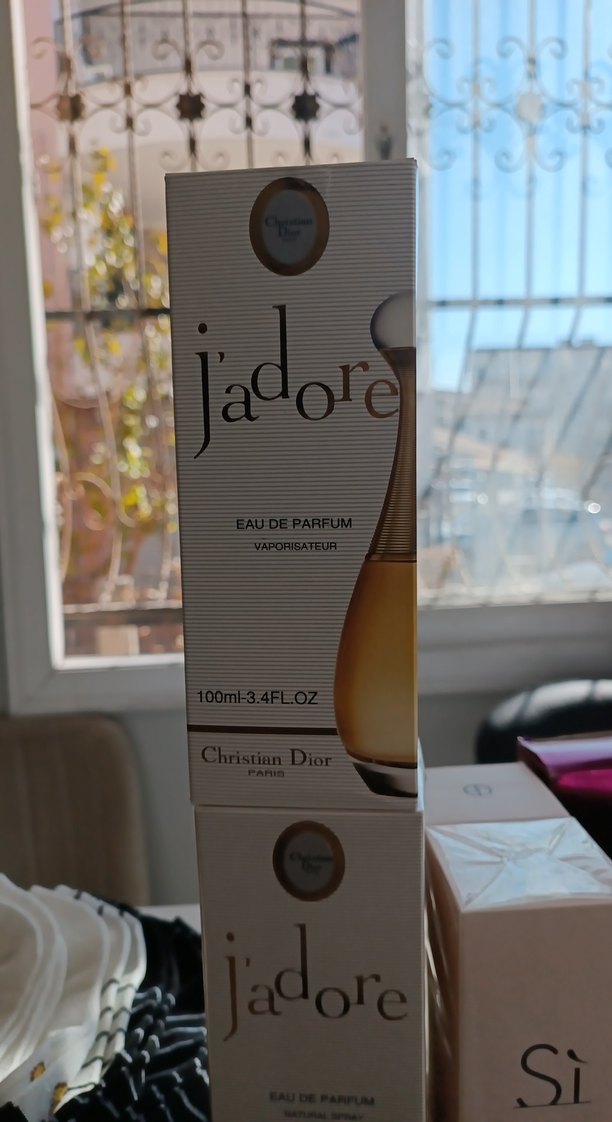 Christian
Dior
j'adore
EAU DE PARFUM
VAPORISATEUR
100ml-3.4FL.OZ
Christian Dior
PARIS
Christian
Dior
j'adore
EAU DE PARFUM
NATURAL SPRAY
Sì